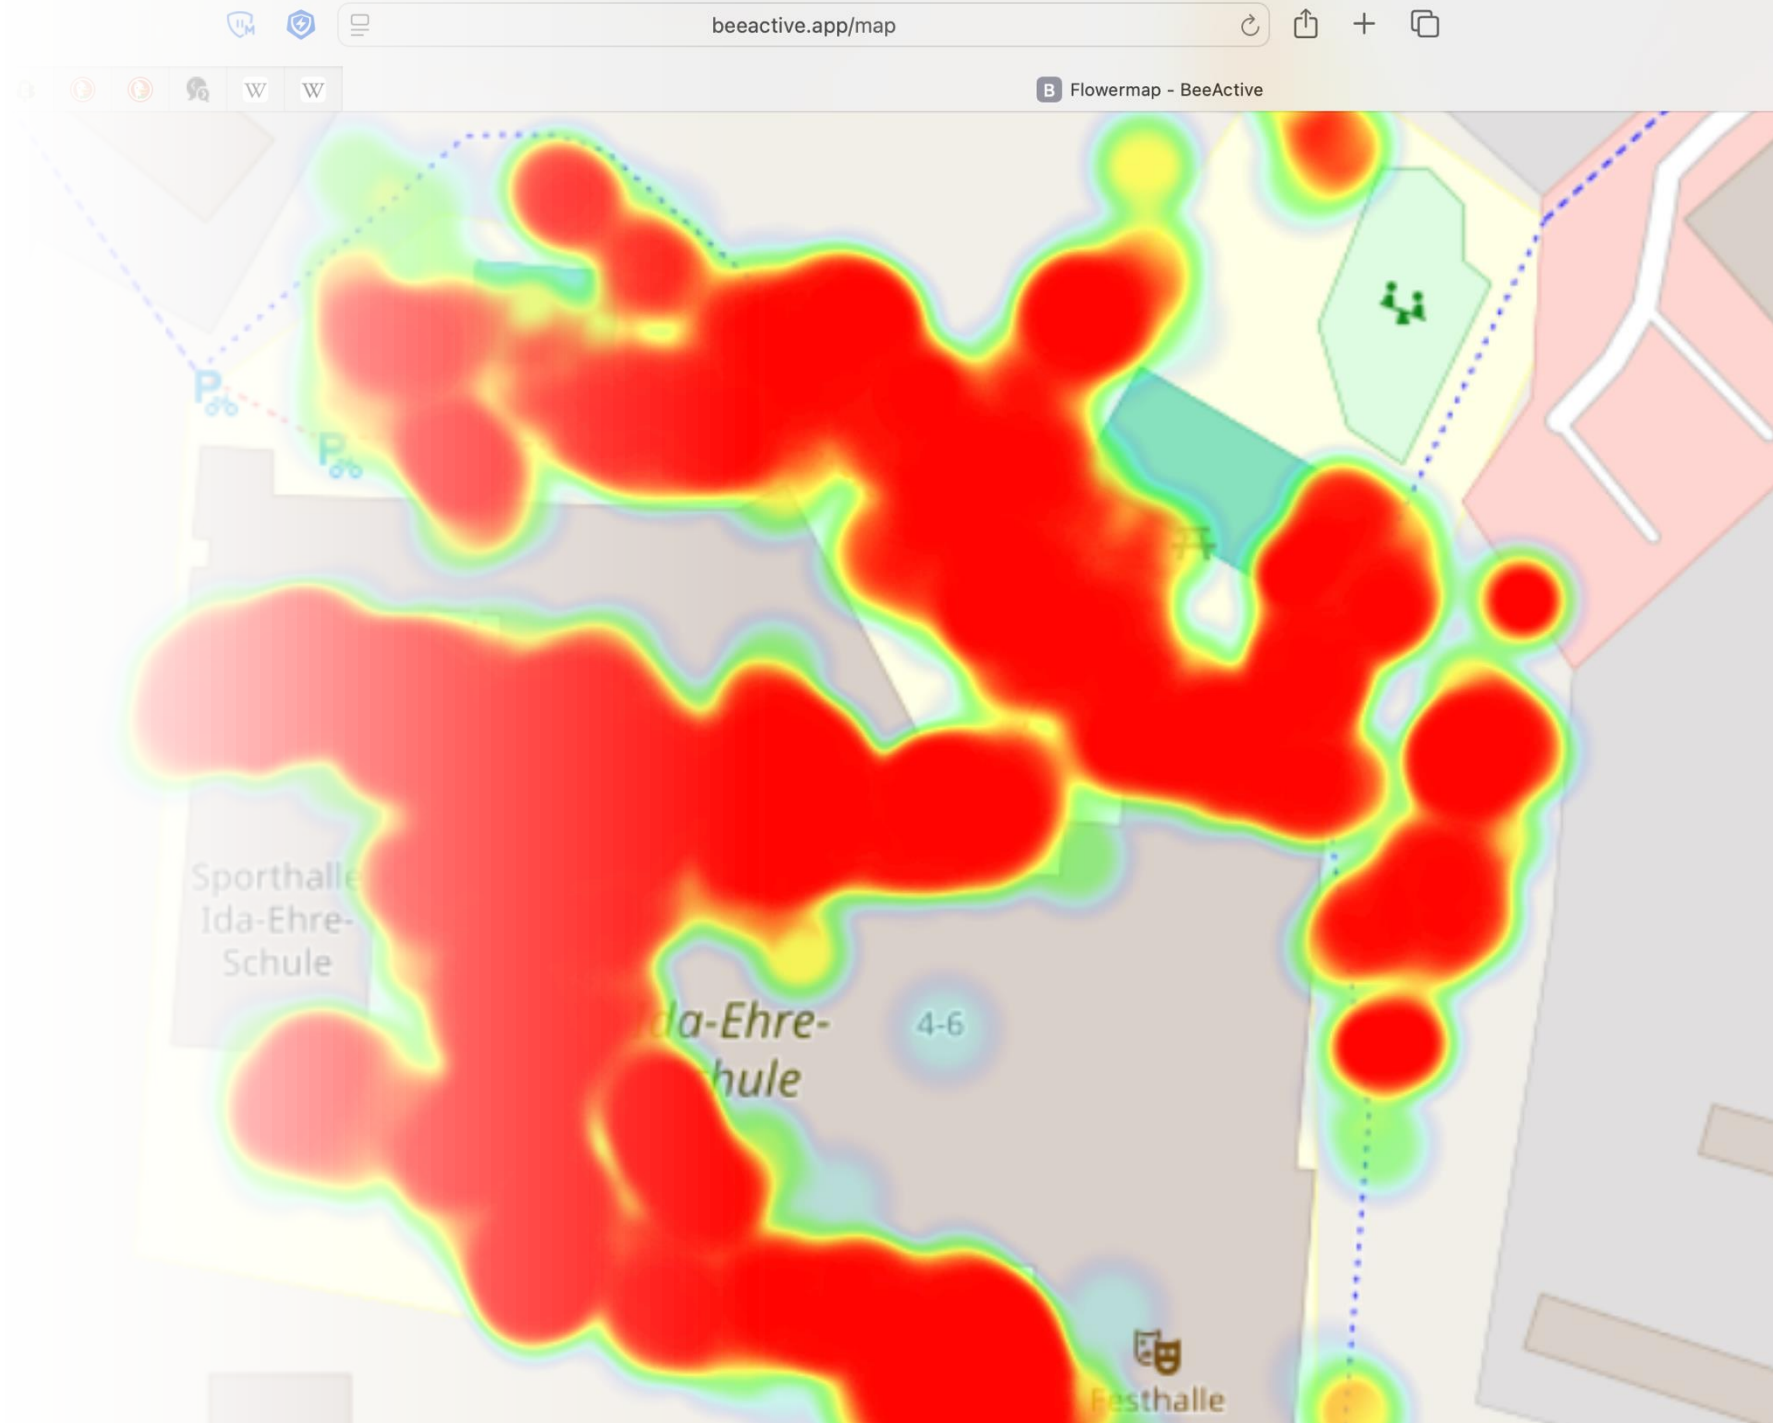 beeactive.app/map
W
W
B
Flowermap - BeeActive
P
P
Sporthalle
Ida-Ehre-
Schule
da-Ehre-
hule
4-6
Festhalle